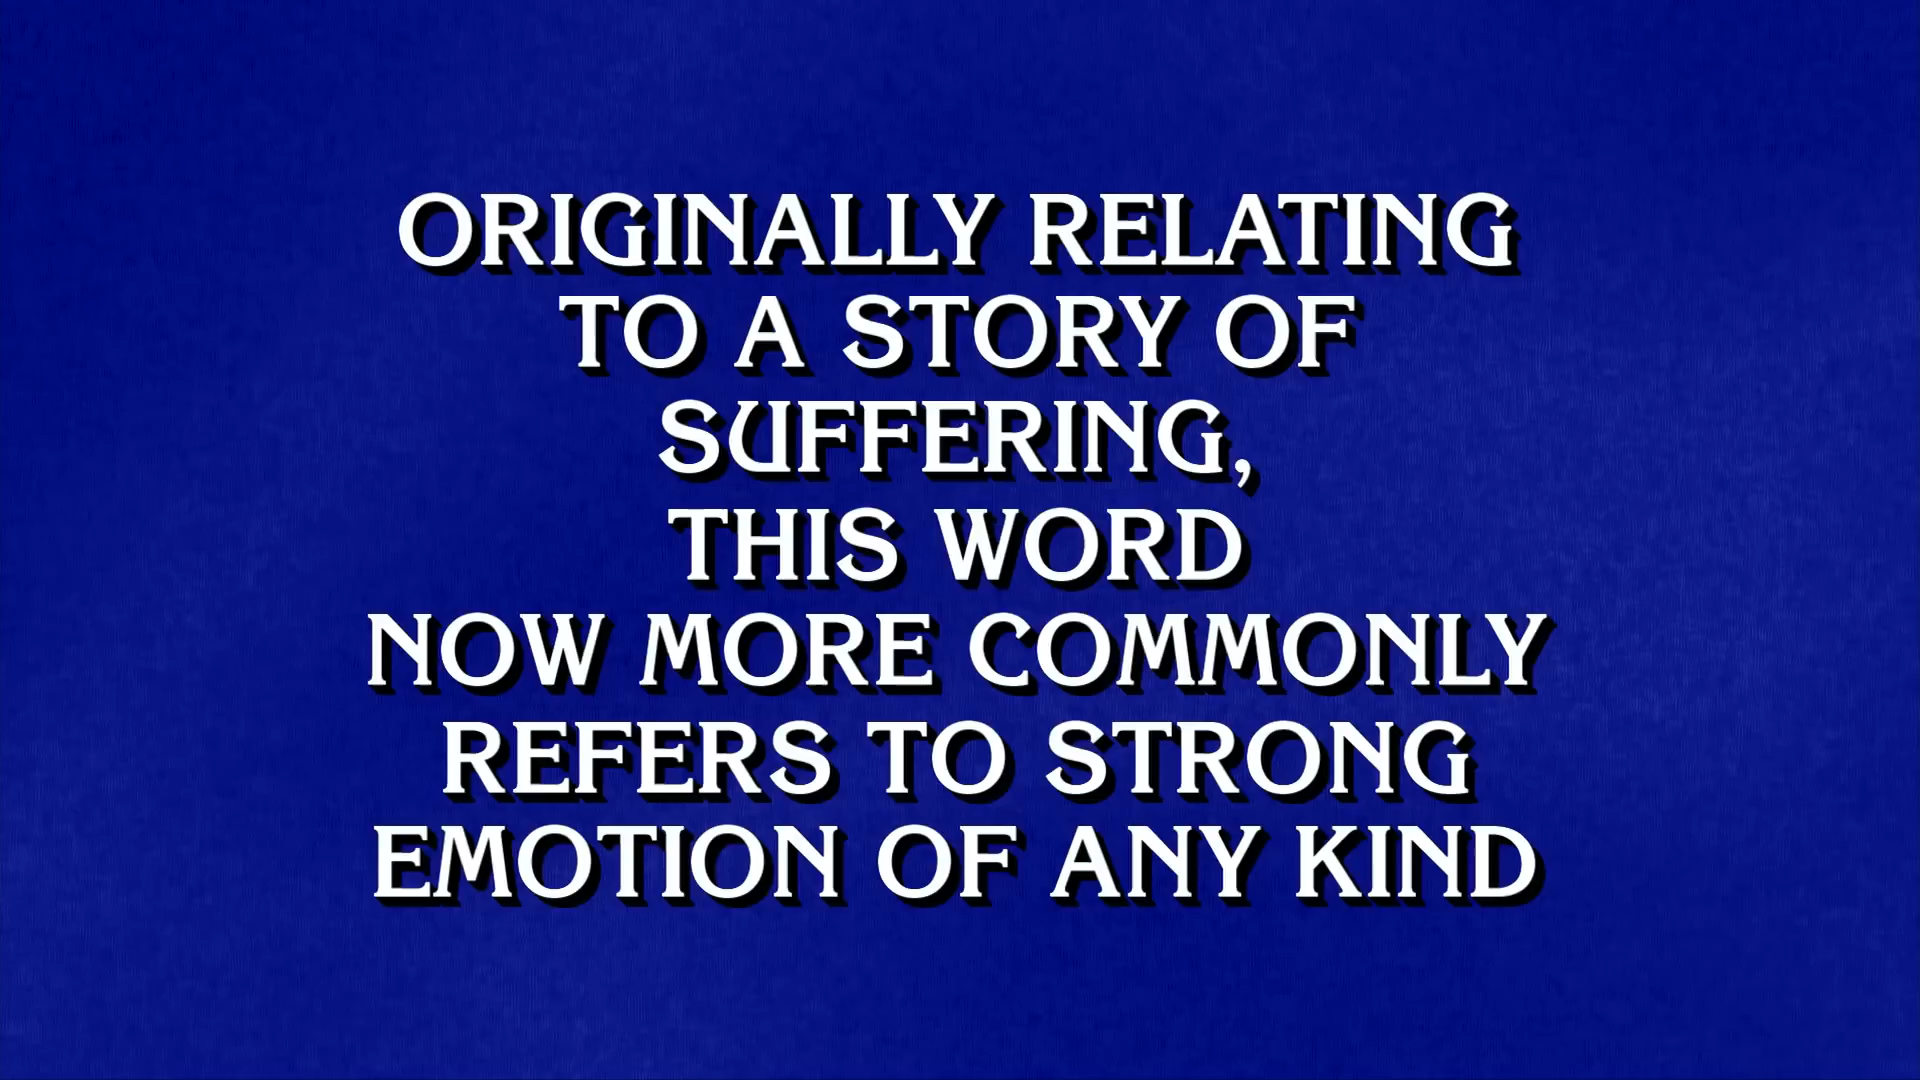 ORIGINALLY RELATING
TO A STORY OF
SUFFERING,
THIS WORD
NOW MORE COMMONLY
REFERS TO STRONG
EMOTION OF ANY KIND